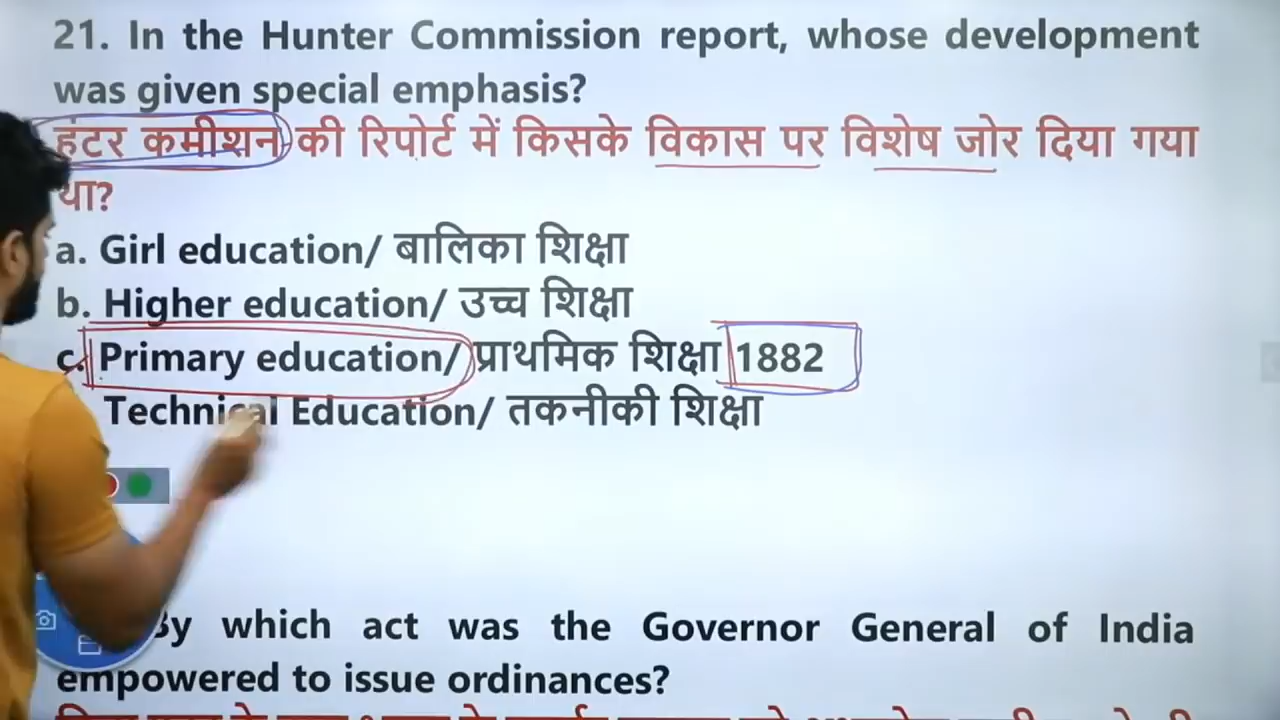 21. In the Hunter Commission report, whose development
was given special emphasis?
हंटर कमीशन की रिपोर्ट में किसके विकास पर विशेष जोर दिया गया
था?
a. Girl education/ बालिका शिक्षा
b. Higher education/ उच्च शिक्षा
c. Primary education/ प्राथमिक शिक्षा 1882
Technical Education/ तकनीकी शिक्षा
By which act was the Governor General of India
empowered to issue ordinances?